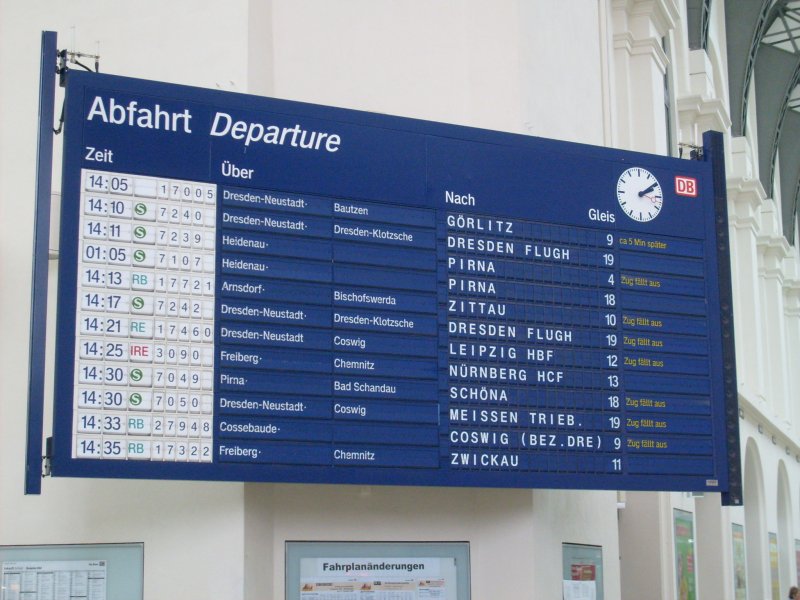 Abfahrt Departure
Zeit Über Nach Gleis DB
14:05 17005 Dresden-Neustadt· Bautzen GÖRLITZ 9 ca 5 Min später
14:10 S 7240 Dresden-Neustadt· Dresden-Klotzsche DRESDEN FLUGH 19
14:11 S 7239 Heidenau· PIRNA 4 Zug fällt aus
01:05 S 7107 Heidenau· PIRNA 18
14:13 RB 17721 Arnsdorf· Bischofswerda ZITTAU 10 Zug fällt aus
14:17 S 7242 Dresden-Neustadt· Dresden-Klotzsche DRESDEN FLUGH 19 Zug fällt aus
14:21 RE 17460 Dresden-Neustadt Coswig LEIPZIG HBF 12 Zug fällt aus
14:25 IRE 3090 Freiberg· Chemnitz NÜRNBERG HCF 13
14:30 S 7049 Pirna· Bad Schandau SCHÖNA 18 Zug fällt aus
14:30 S 7050 Dresden-Neustadt· Coswig MEISSEN TRIEB. 19 Zug fällt aus
14:33 RB 27948 Cossebaude· COSWIG (BEZ.DRE) 9 Zug fällt aus
14:35 RB 17322 Freiberg· Chemnitz ZWICKAU 11
Fahrplanänderungen